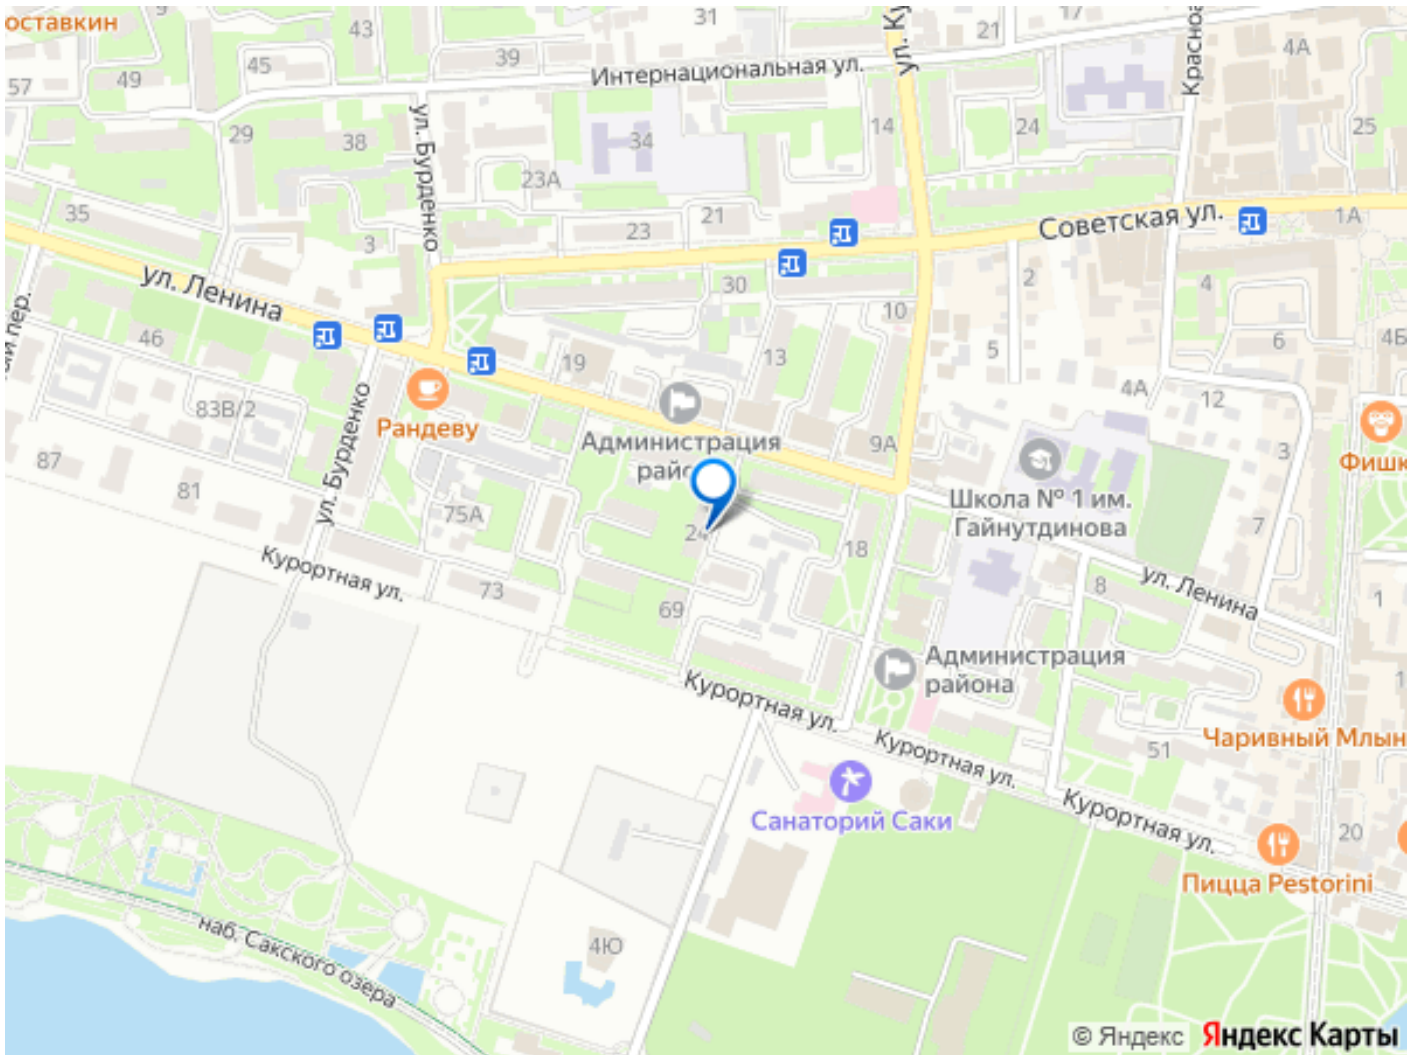 оставкин
43
31
17
21
4А
45
39
Интернациональная ул.
49
57
ул. Бурденко
29
38
34
14
24
25
23А
35
3
23
21
Советская ул.
1А
ул. Ленина
30
2
4
10
46
19
13
5
6
4Б
83В/2
4А
12
Рандеву
Администрация
9А
3
87
ул. Бурденко
Школа № 1 им.
Гайнутдинова
81
75А
18
7
Курортная ул.
73
69
8
ул. Ленина
1
Администрация
района
Курортная ул.
Курортная ул.
51
Чаривный Млын
Санаторий Саки
Курортная ул.
20
Пицца Pestorini
наб. Сакского озера
4Ю
© Яндекс Яндекс Карты